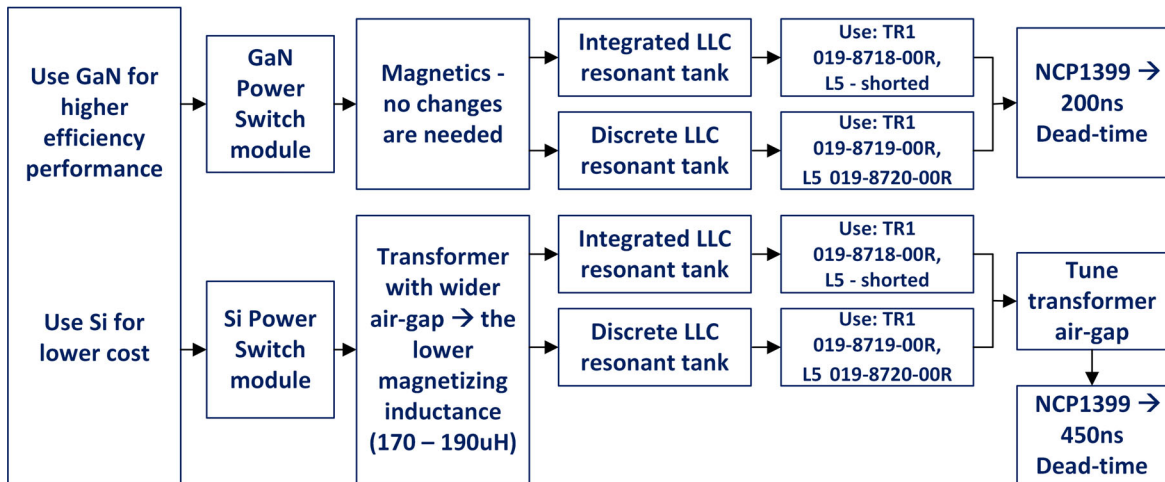 Use GaN for
higher
efficiency
performance
GaN
Power
Switch
module
Magnetics -
no changes
are needed
Integrated LLC
resonant tank
Use: TR1
019-8718-00R,
L5 - shorted
Discrete LLC
resonant tank
Use: TR1
019-8719-00R,
L5 019-8720-00R
NCP1399 →
200ns
Dead-time
Use Si for
lower cost
Si Power
Switch
module
Transformer
with wider
air-gap → the
lower
magnetizing
inductance
(170 – 190uH)
Integrated LLC
resonant tank
Use: TR1
019-8718-00R,
L5 - shorted
Discrete LLC
resonant tank
Use: TR1
019-8719-00R,
L5 019-8720-00R
Tune
transformer
air-gap
NCP1399 →
450ns
Dead-time